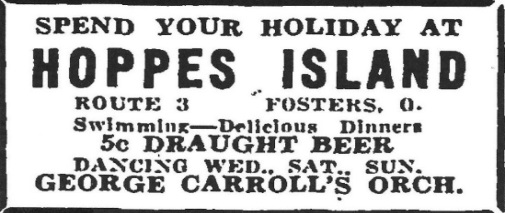 SPEND YOUR HOLIDAY AT
HOPPES ISLAND
ROUTE 3 FOSTERS, O.
Swimming—Delicious Dinners
5c DRAUGHT BEER
DANCING WED., SAT., SUN.
GEORGE CARROLL'S ORCH.